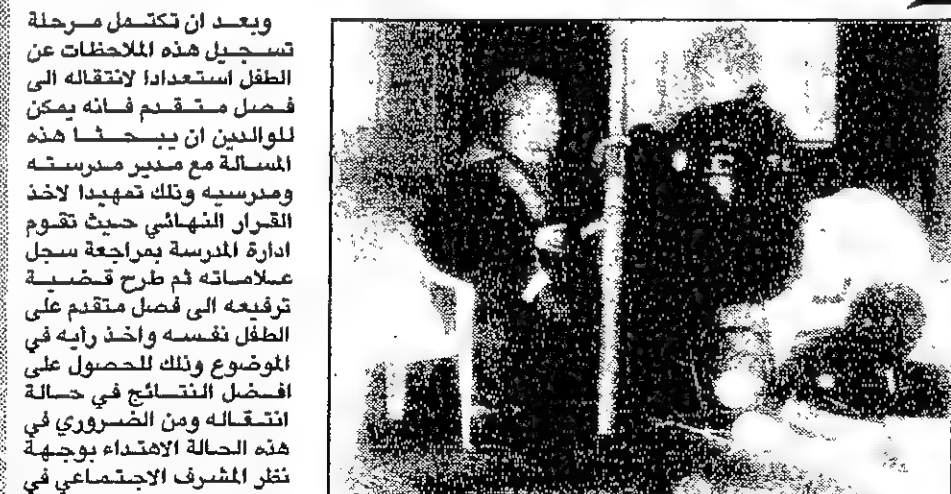 وبعد ان تكتمل مرحلة
تسجيل هذه الملاحظات عن
الطفل استعدادا لانتقاله الى
فصل متقدم فانه يمكن
للوالدين ان يبحثا هذه
المسالة مع مدير مدرسته
ومدرسيه وذلك تمهيدا لاخذ
القرار النهائي حيث تقوم
ادارة المدرسة بمراجعة سجل
علاماته ثم طرح قضية
ترفيعه الى فصل متقدم على
الطفل نفسه واخذ رأيه في
الموضوع وذلك للحصول على
افضل النتائج في حالة
انتقاله ومن الضروري في
هذه الحالة الاهتداء بوجهة
نظر المشرف الاجتماعي في